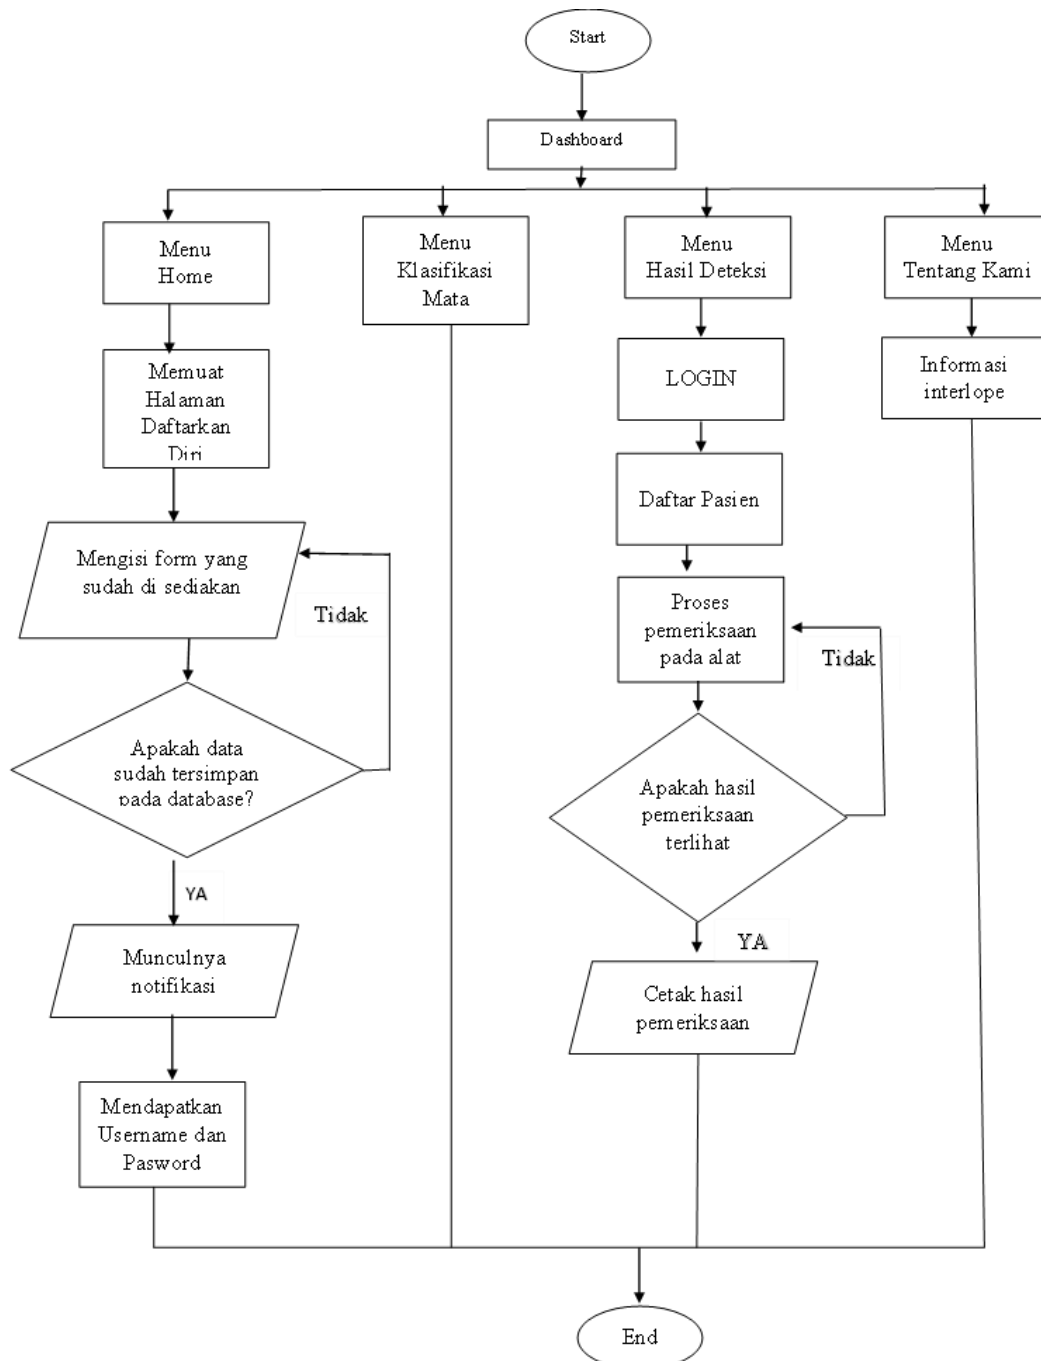 Start
Dashboard
Menu
Home
Menu
Klasifikasi
Mata
Menu
Hasil Deteksi
Menu
Tentang Kami
Memuat
Halaman
Daftarkan
Diri
LOGIN
Informasi
interlope
Daftar Pasien
Mengisi form yang
sudah di sediakan
Tidak
Proses
pemeriksaan
pada alat
Tidak
Apakah data
sudah tersimpan
pada database?
Apakah hasil
pemeriksaan
terlihat
YA
YA
Munculnya
notifikasi
Cetak hasil
pemeriksaan
Mendapatkan
Username dan
Pasword
End